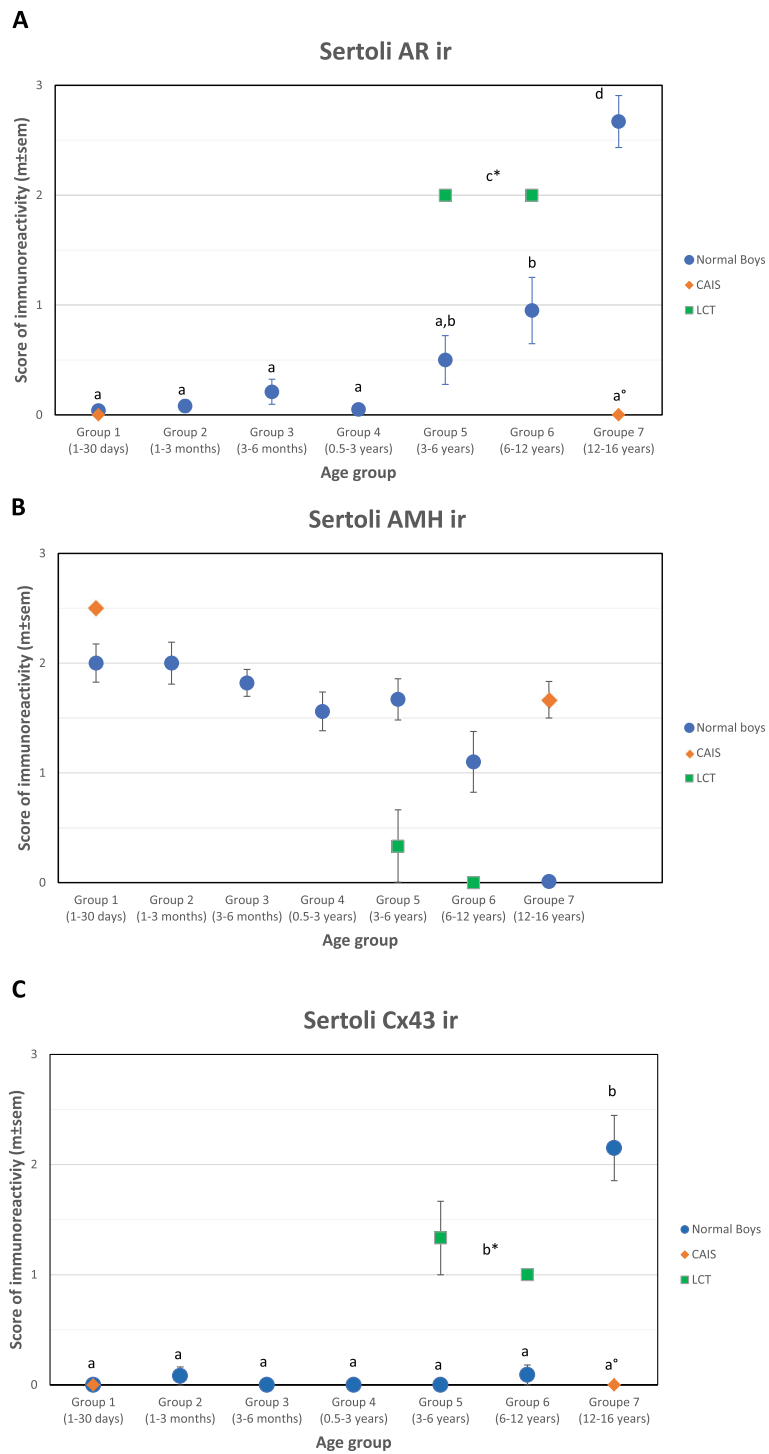 A
Sertoli AR ir
Score of immunoreactivity (m±sem)
3
2
1
0
a
a
a
a
a,b
b
c*
d
a°
Group 1
(1-30 days)
Group 2
(1-3 months)
Group 3
(3-6 months)
Group 4
(0.5-3 years)
Group 5
(3-6 years)
Group 6
(6-12 years)
Groupe 7
(12-16 years)
Age group
Normal Boys
CAIS
LCT
B
Sertoli AMH ir
Score of immunoreactivity (m±sem)
3
2
1
0
Group 1
(1-30 days)
Group 2
(1-3 months)
Group 3
(3-6 months)
Group 4
(0.5-3 years)
Group 5
(3-6 years)
Group 6
(6-12 years)
Groupe 7
(12-16 years)
Age group
Normal boys
CAIS
LCT
C
Sertoli Cx43 ir
Score of immunoreactiviy (m±sem)
3
2
1
0
a
a
a
a
a
a
b*
b
a°
Group 1
(1-30 days)
Group 2
(1-3 months)
Group 3
(3-6 months)
Group 4
(0.5-3 years)
Group 5
(3-6 years)
Group 6
(6-12 years)
Groupe 7
(12-16 years)
Age group
Normal Boys
CAIS
LCT